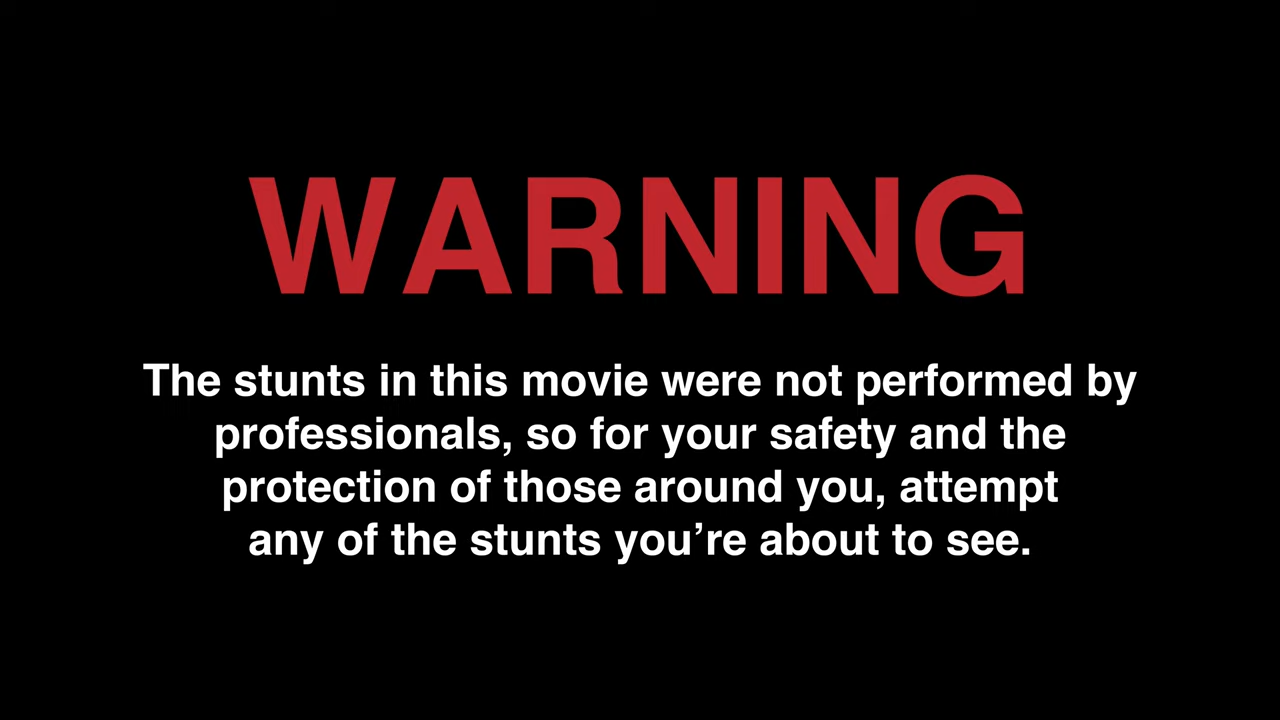 WARNING
The stunts in this movie were not performed by
professionals, so for your safety and the
protection of those around you, attempt
any of the stunts you’re about to see.